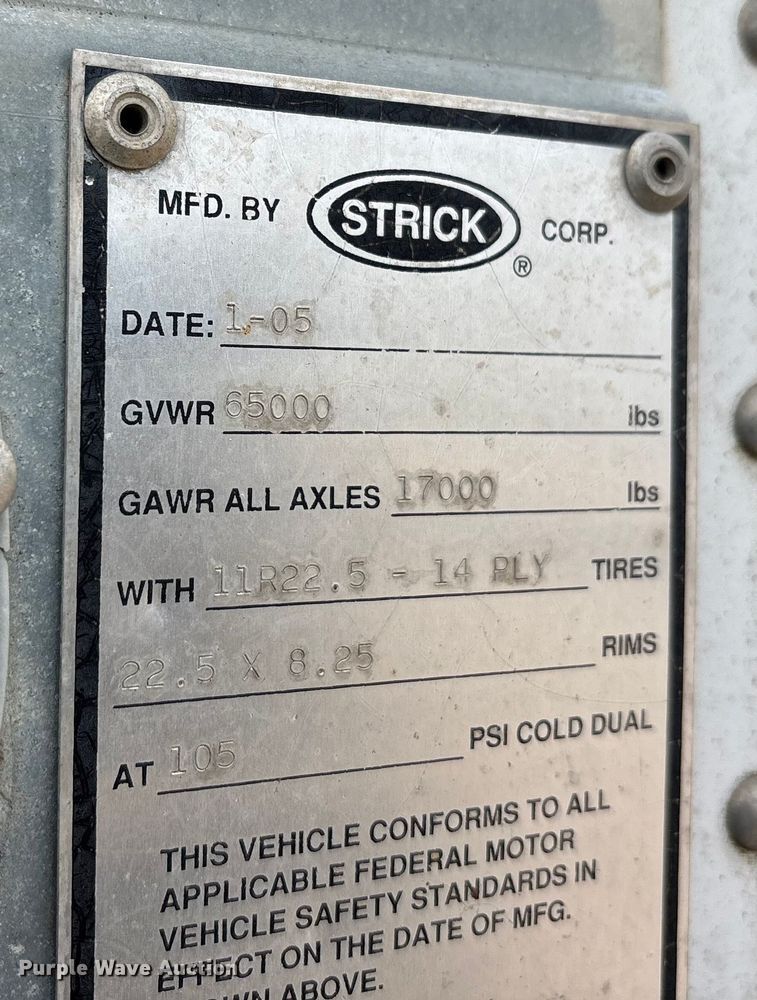 MFD. BY STRICK CORP.
®
DATE: 1-05
GVWR 65000 lbs
GAWR ALL AXLES 17000 lbs
WITH 11R22.5 - 14 PLY TIRES
22.5 X 8.25 RIMS
AT 105 PSI COLD DUAL
THIS VEHICLE CONFORMS TO ALL
APPLICABLE FEDERAL MOTOR
VEHICLE SAFETY STANDARDS IN
EFFECT ON THE DATE OF MFG.
ABOVE.
Purple Wave Auction